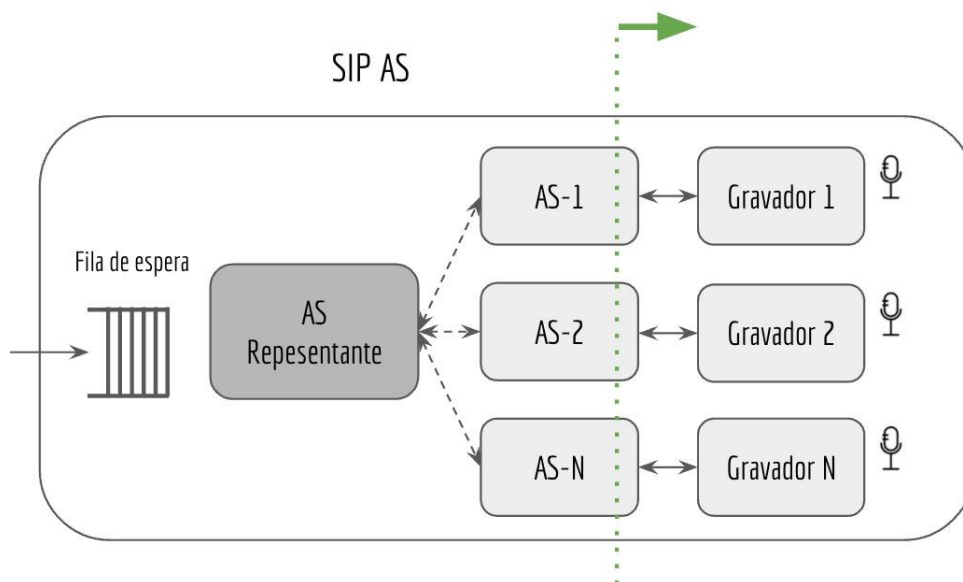 SIP AS
Fila de espera
AS
Repesentante
AS-1
Gravador 1
AS-2
Gravador 2
AS-N
Gravador N